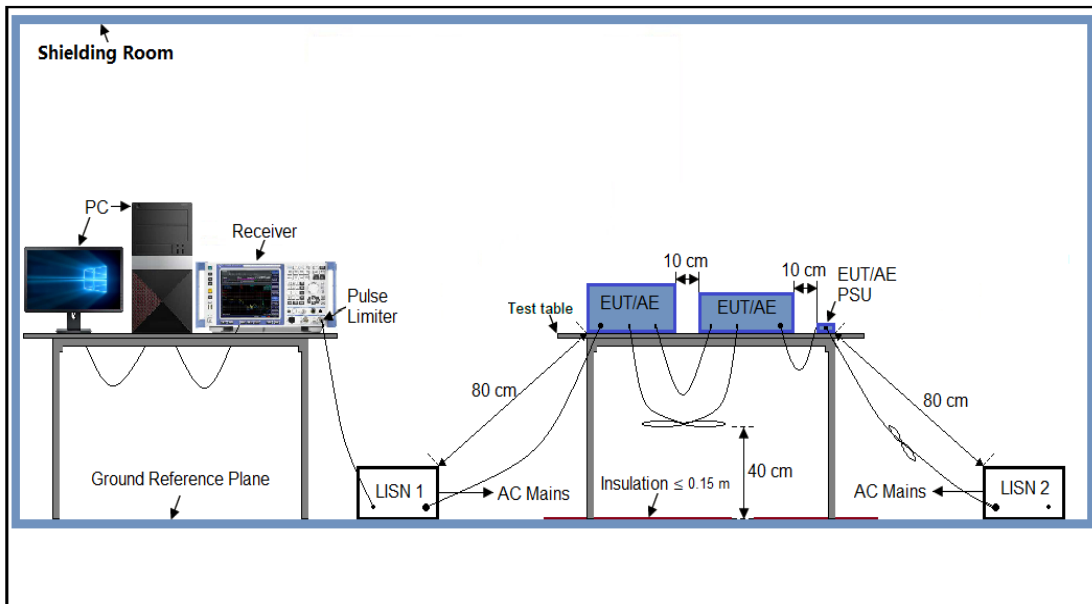 Shielding Room
PC
Receiver
Pulse
Limiter
10 cm
10 cm
EUT/AE
PSU
EUT/AE
EUT/AE
Test table
80 cm
80 cm
40 cm
Ground Reference Plane
LISN 1
AC Mains
Insulation ≤ 0.15 m
AC Mains
LISN 2